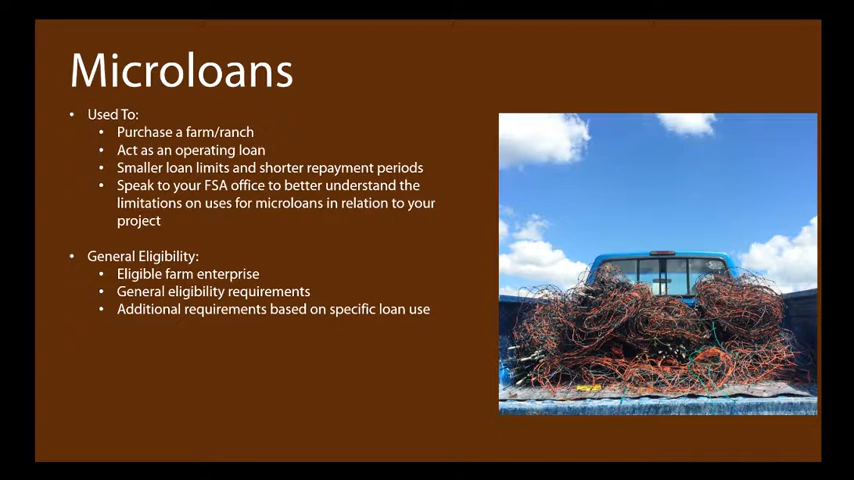 Microloans
• Used To:
• Purchase a farm/ranch
• Act as an operating loan
• Smaller loan limits and shorter repayment periods
• Speak to your FSA office to better understand the
limitations on uses for microloans in relation to your
project
• General Eligibility:
• Eligible farm enterprise
• General eligibility requirements
• Additional requirements based on specific loan use